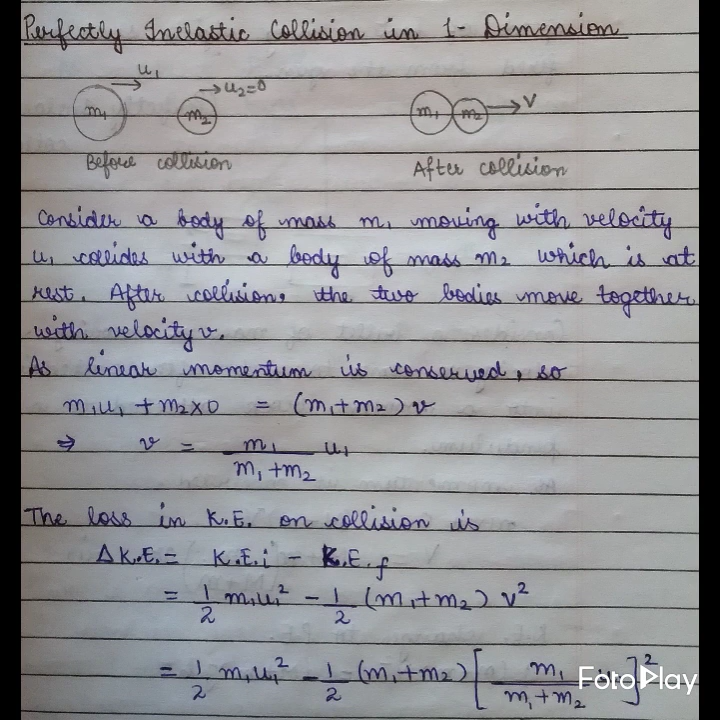 Perfectly Inelastic Collision in 1-Dimension
m₁ → u₁ m₂ → u₂=0 m₁ m₂ → V
Before collision After collision
Consider a body of mass m₁ moving with velocity
u₁ collides with a body of mass m₂ which is at
rest. After collision, the two bodies move together
with velocity v.
As linear momentum is conserved, so
m₁u₁ + m₂×0 = (m₁+m₂) v
⇒ v = m₁/(m₁+m₂) u₁
The loss in K.E. on collision is
ΔK.E. = K.E.i - K.E.f
= 1/2 m₁u₁² - 1/2 (m₁+m₂) V²
= 1/2 m₁u₁² - 1/2 (m₁+m₂) [m₁/(m₁+m₂) ]²
FotoPlay